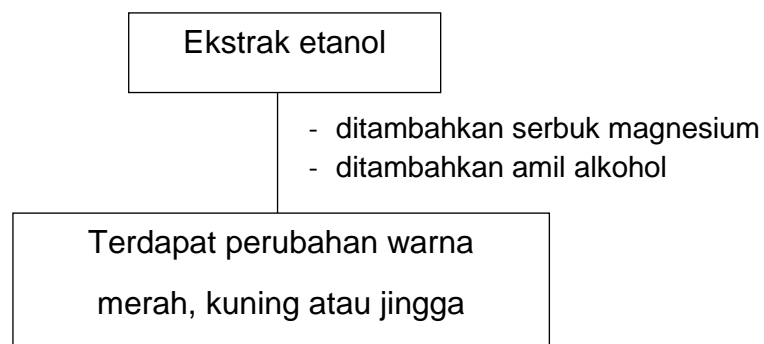 Ekstrak etanol
- ditambahkan serbuk magnesium
- ditambahkan amil alkohol
Terdapat perubahan warna
merah, kuning atau jingga